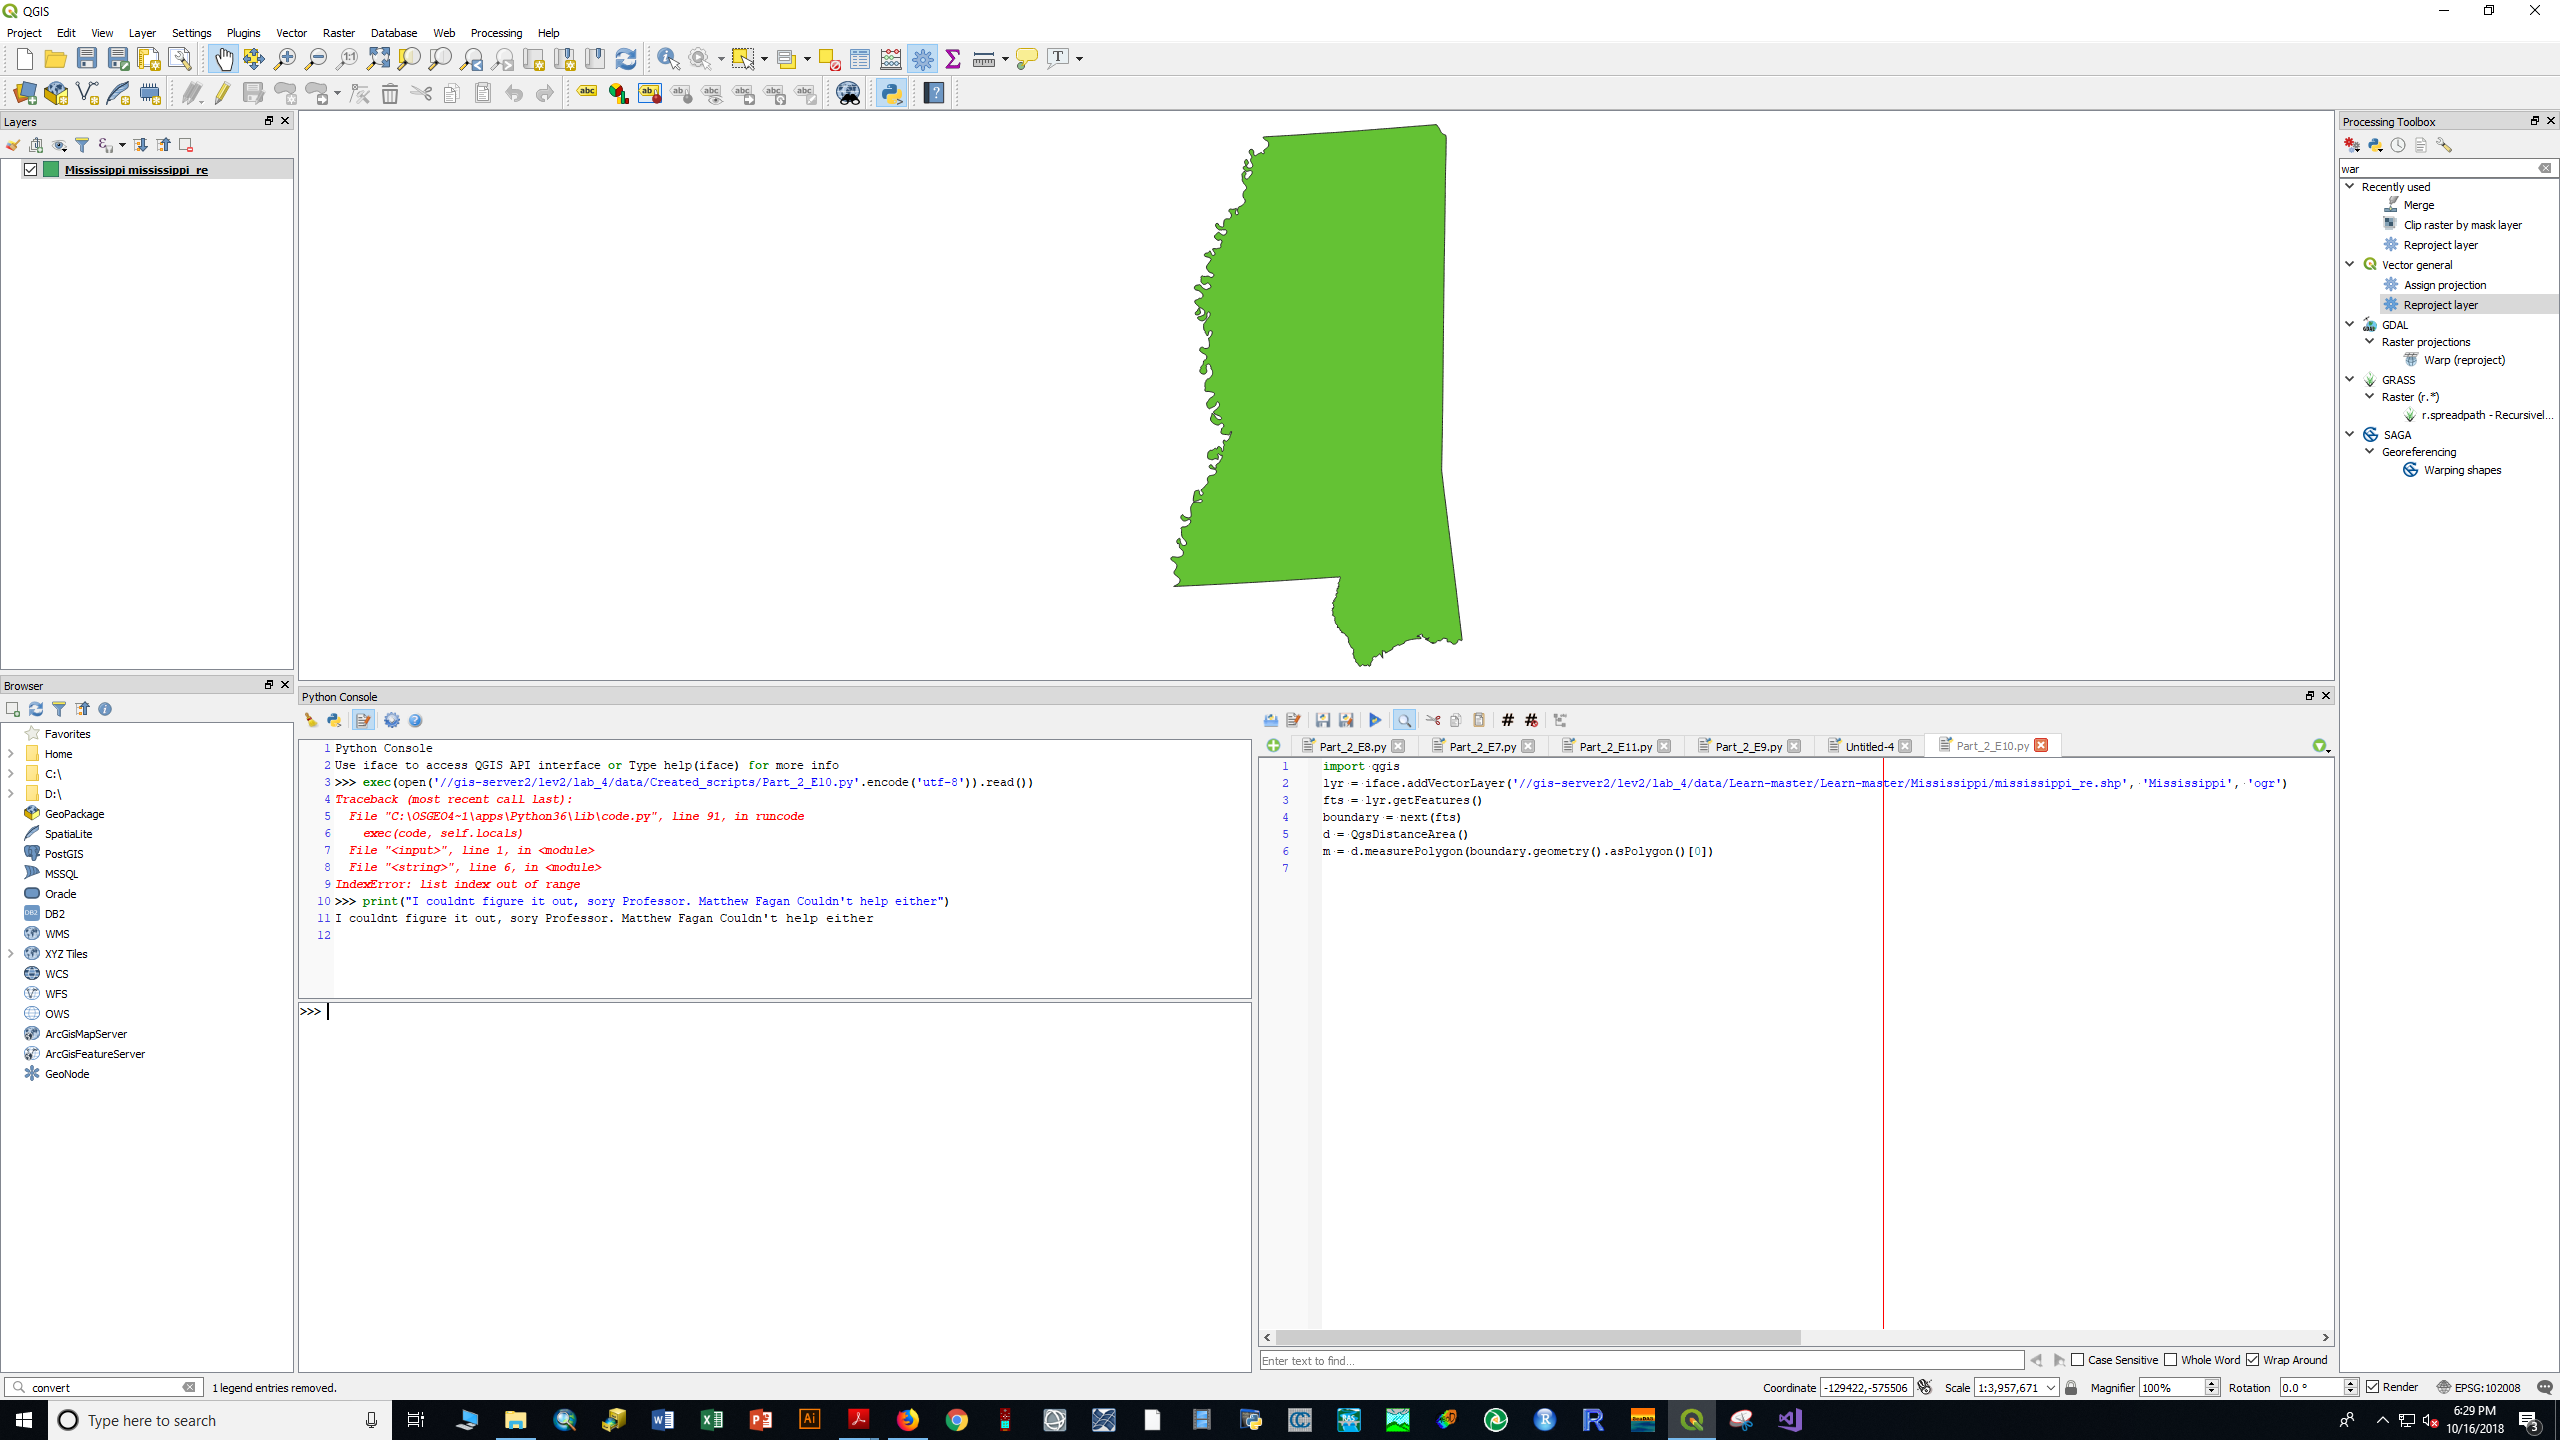 QGIS
Project Edit View Layer Settings Plugins Vector Raster Database Web Processing Help
Layers
Mississippi mississippi_re
Processing Toolbox
war
Recently used
Merge
Clip raster by mask layer
Reproject layer
Vector general
Assign projection
Reproject layer
GDAL
Raster projections
Warp (reproject)
GRASS
Raster (r.*)
r.spreadpath - Recursivel...
SAGA
Georeferencing
Warping shapes
Browser
Favorites
Home
C:\
D:\
GeoPackage
SpatiaLite
PostGIS
MSSQL
Oracle
DB2
WMS
XYZ Tiles
WCS
WFS
OWS
ArcGisMapServer
ArcGisFeatureServer
GeoNode
Python Console
1 Python Console
2 Use iface to access QGIS API interface or Type help(iface) for more info
3 >>> exec(open('//gis-server2/lev2/lab_4/data/Created_scripts/Part_2_E10.py'.encode('utf-8')).read())
4 Traceback (most recent call last):
5 File "C:\OSGEO4~1\apps\Python36\lib\code.py", line 91, in runcode
6 exec(code, self.locals)
7 File "<input>", line 1, in <module>
8 File "<string>", line 6, in <module>
9 IndexError: list index out of range
10 >>> print("I couldnt figure it out, sory Professor. Matthew Fagan Couldn't help either")
11 I couldnt figure it out, sory Professor. Matthew Fagan Couldn't help either
12
>>>
Part_2_E8.py Part_2_E7.py Part_2_E11.py Part_2_E9.py Untitled-4 Part_2_E10.py
1 import qgis
2 lyr = iface.addVectorLayer('//gis-server2/lev2/lab_4/data/Learn-master/Learn-master/Mississippi/mississippi_re.shp', 'Mississippi', 'ogr')
3 fts = lyr.getFeatures()
4 boundary = next(fts)
5 d = QgsDistanceArea()
6 m = d.measurePolygon(boundary.geometry().asPolygon()[0])
7
Enter text to find... Case Sensitive Whole Word Wrap Around
convert 1 legend entries removed. Coordinate -129422,-575506 Scale 1:3,957,671 Magnifier 100% Rotation 0.0 ° Render EPSG:102008
Type here to search
6:29 PM
10/16/2018
3